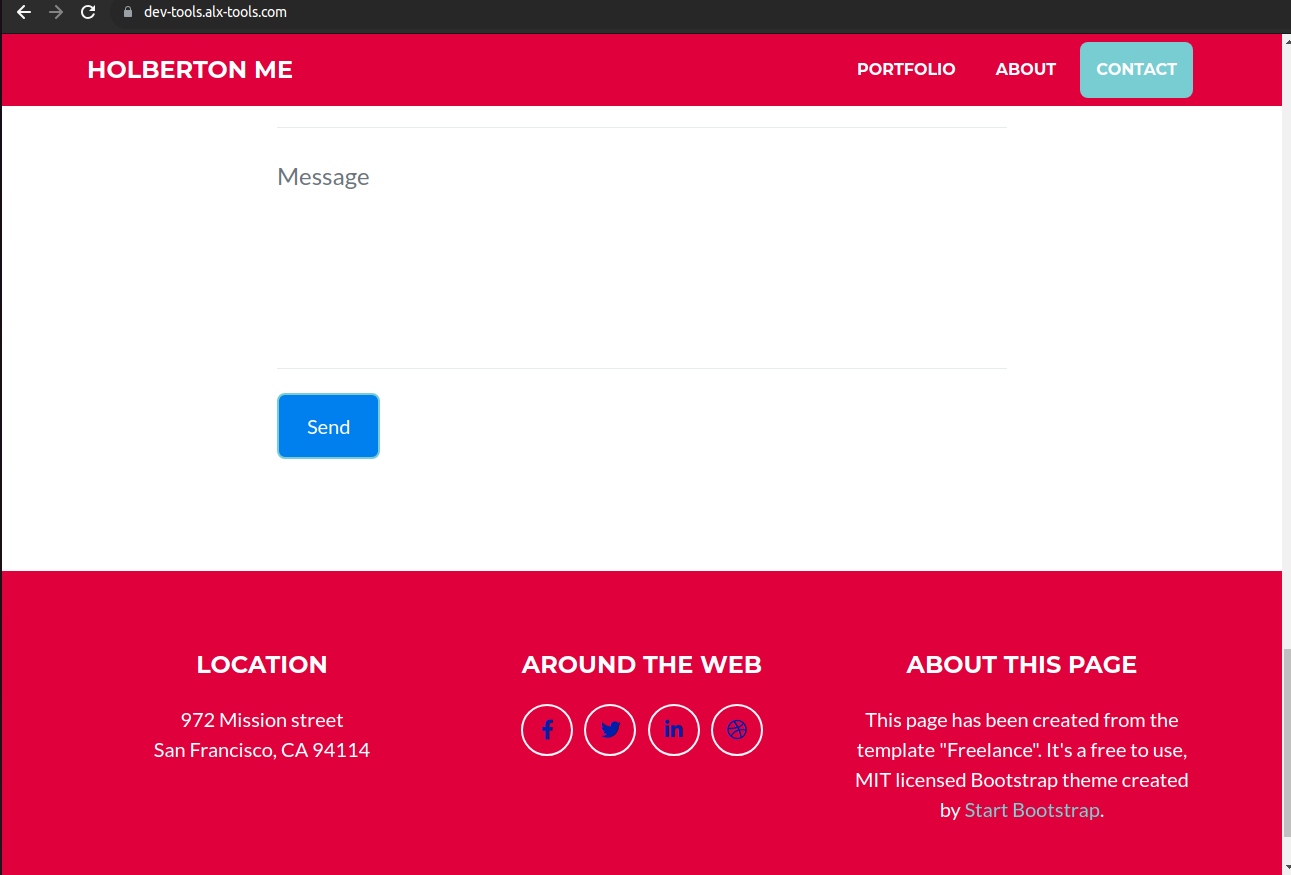 dev-tools.alx-tools.com
HOLBERTON ME
PORTFOLIO
ABOUT
CONTACT
Message
Send
LOCATION
972 Mission street
San Francisco, CA 94114
AROUND THE WEB
ABOUT THIS PAGE
This page has been created from the
template "Freelance". It's a free to use,
MIT licensed Bootstrap theme created
by Start Bootstrap.